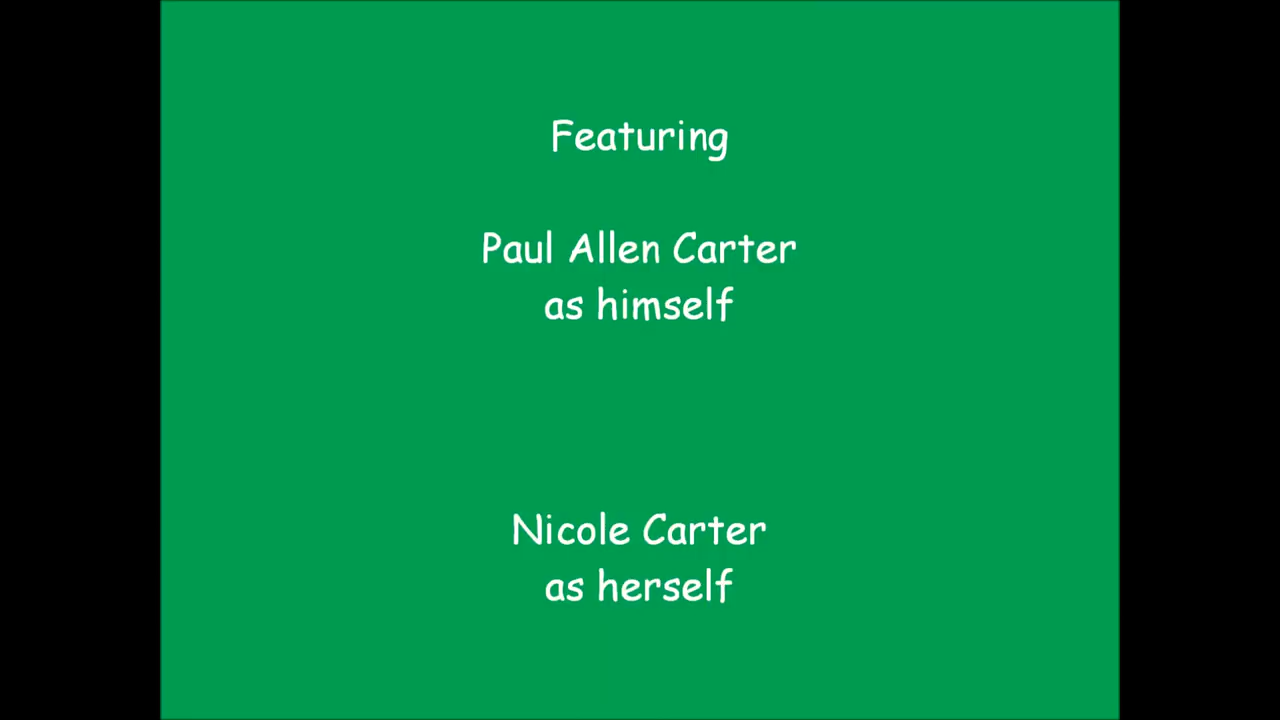 Featuring
Paul Allen Carter
as himself
Nicole Carter
as herself